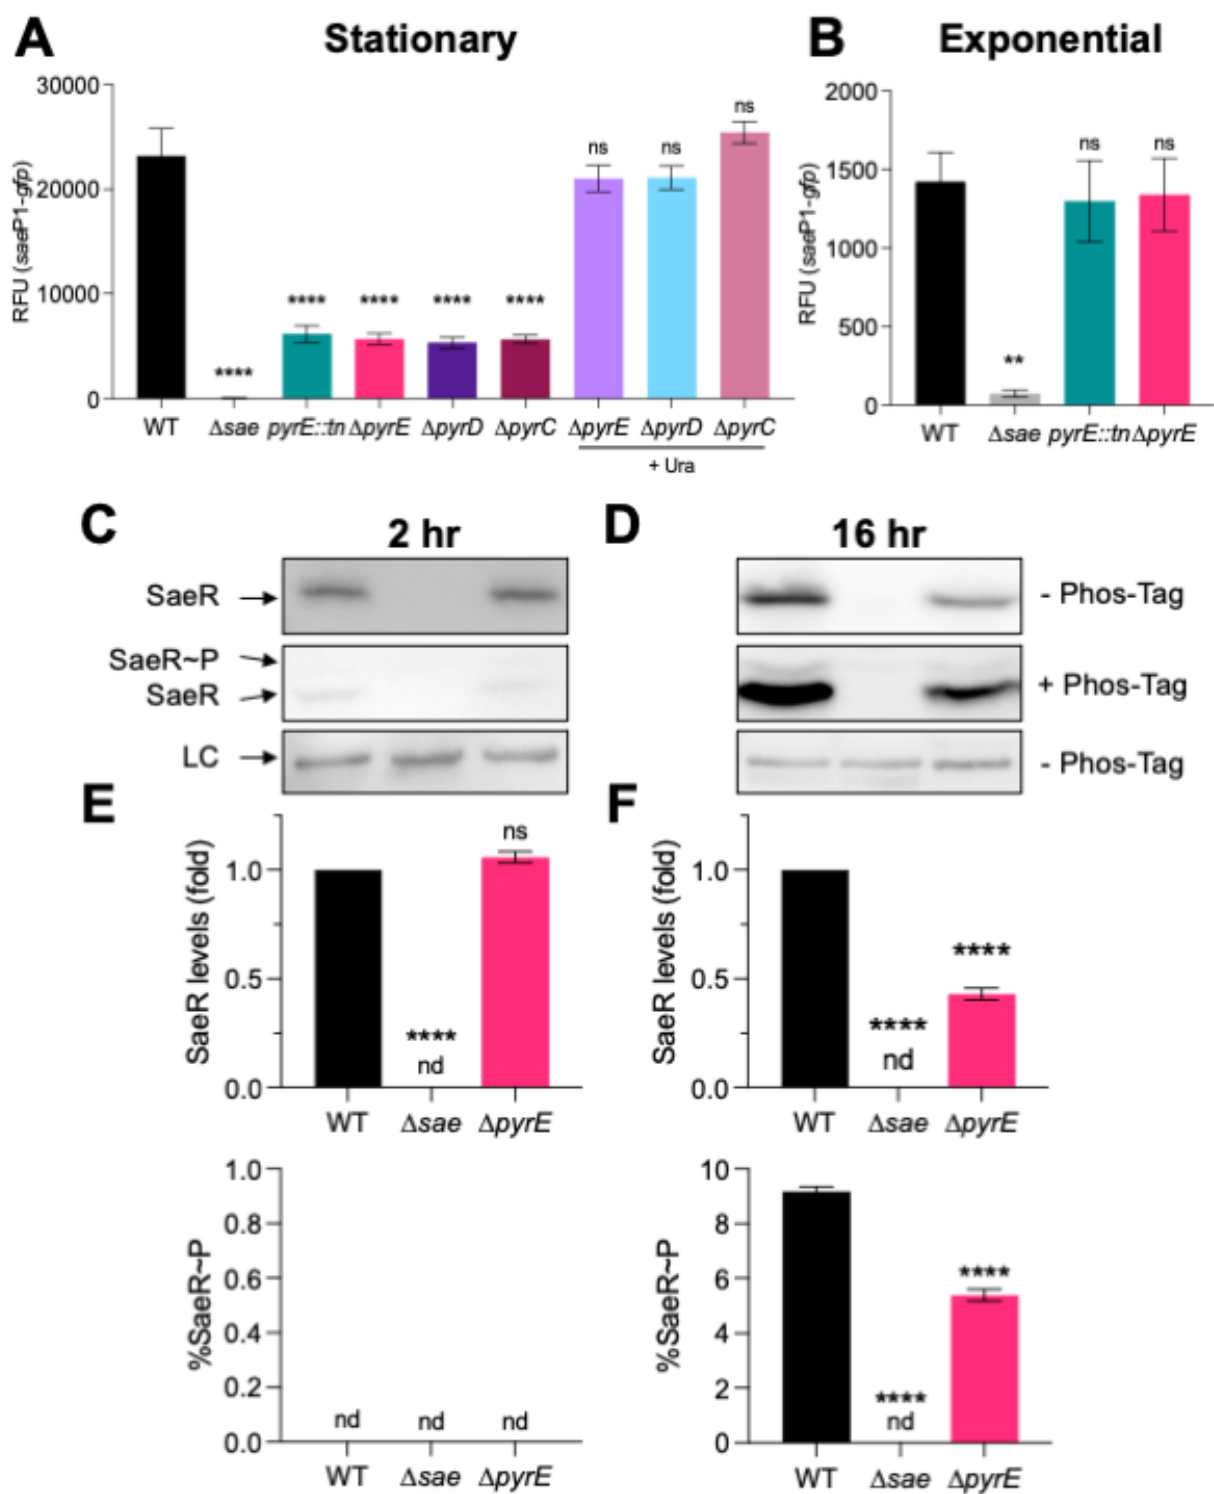 A Stationary
30000
20000
10000
0
RFU (saeP1-gfp)
**** **** **** **** ****
ns ns ns
WT Δsae pyrE::tn ΔpyrE ΔpyrD ΔpyrC ΔpyrE ΔpyrD ΔpyrC
+ Ura
B Exponential
2000
1500
1000
500
0
RFU (saeP1-gfp)
** ns ns
WT Δsae pyrE::tn ΔpyrE
C 2 hr
SaeR
SaeR~P
SaeR
LC
D 16 hr
- Phos-Tag
+ Phos-Tag
- Phos-Tag
E
SaeR levels (fold)
1.0
0.5
0.0
****
nd
ns
WT Δsae ΔpyrE
%SaeR~P
1.0
0.8
0.6
0.4
0.2
0.0
nd nd nd
WT Δsae ΔpyrE
F
SaeR levels (fold)
1.0
0.5
0.0
****
nd
****
WT Δsae ΔpyrE
%SaeR~P
10
8
6
4
2
0
****
nd
****
WT Δsae ΔpyrE